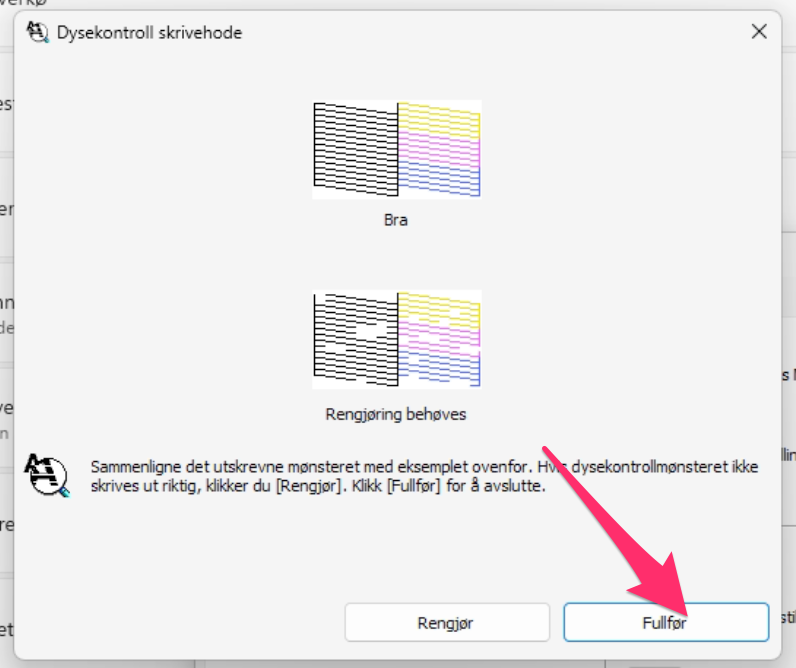 Dysekontroll skrivehode
Bra
Rengjøring behøves
Sammenligne det utskrevne mønsteret med eksemplet ovenfor. Hvis dysekontrollmønsteret ikke
skrives ut riktig, klikker du [Rengjør]. Klikk [Fullfør] for å avslutte.
Rengjør
Fullfør